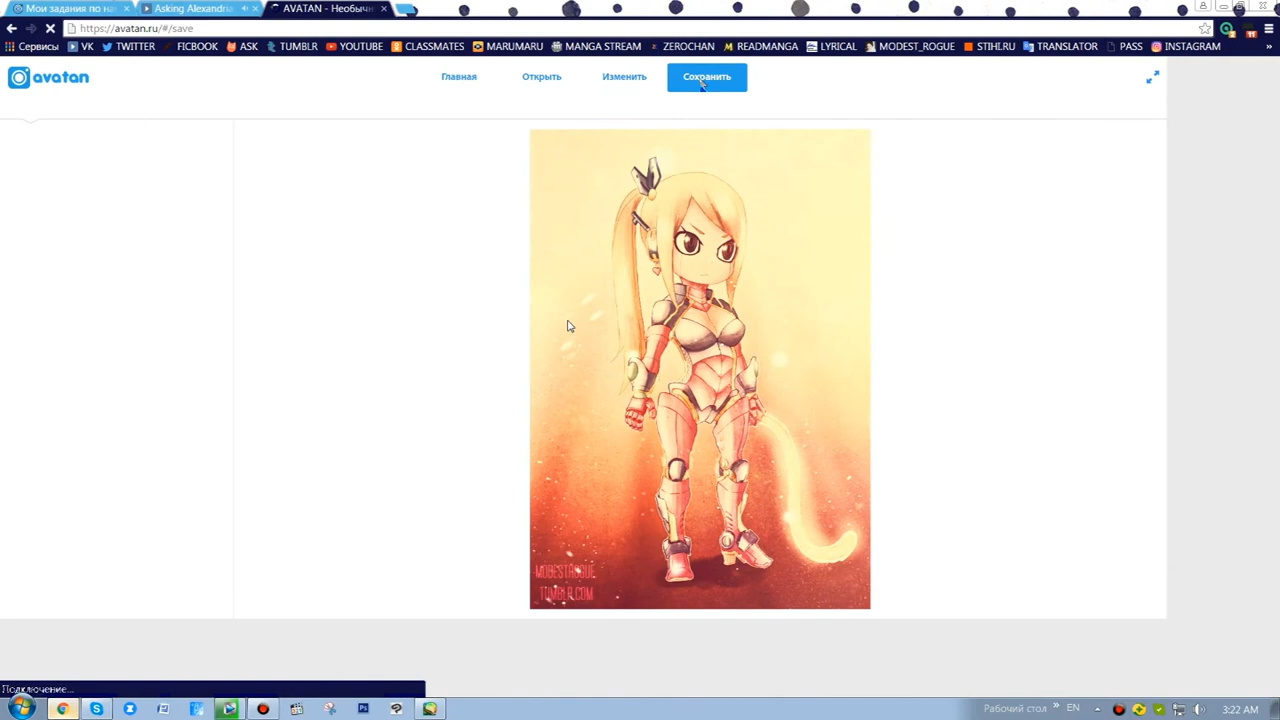 Мои задания по на
Asking Alexandria
AVATAN - Необычн
https://avatan.ru/#/save
Сервисы VK TWITTER FICBOOK ASK TUMBLR YOUTUBE CLASSMATES MARUMARU MANGA STREAM ZEROCHAN READMANGA LYRICAL MODEST_ROGUE STIHI.RU TRANSLATOR PASS INSTAGRAM »
avatan
Главная Открыть Изменить Сохранить
MODESTROGUE
TUMBLR.COM
Подключение...
Рабочий стол » EN 3:22 AM